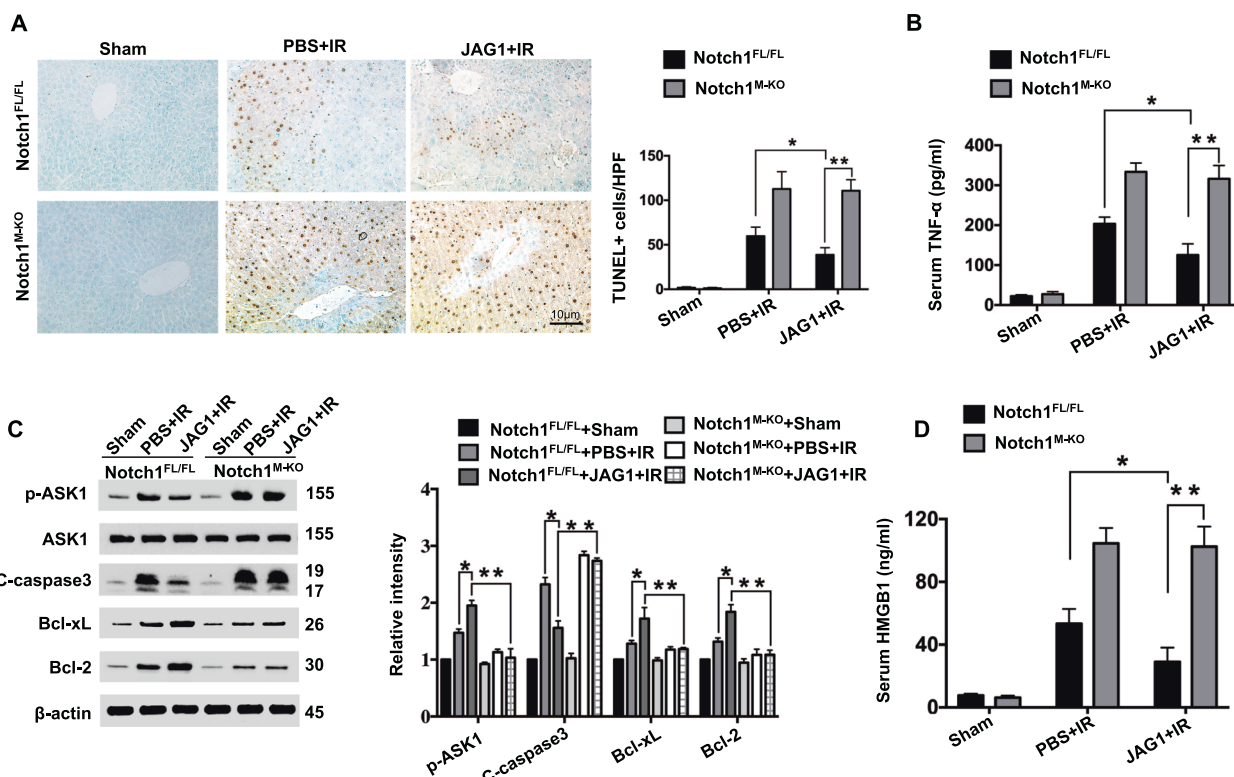 A
Sham
PBS+IR
JAG1+IR
Notch1FL/FL
Notch1M-KO
10μm
Notch1FL/FL
Notch1M-KO
TUNEL+ cells/HPF
150
100
50
0
*
**
Sham
PBS+IR
JAG1+IR
B
Notch1FL/FL
Notch1M-KO
Serum TNF-α (pg/ml)
400
300
200
100
0
*
**
Sham
PBS+IR
JAG1+IR
C
Sham
PBS+IR
JAG1+IR
Sham
PBS+IR
JAG1+IR
Notch1FL/FL
Notch1M-KO
p-ASK1 155
ASK1 155
C-caspase3 19
17
Bcl-xL 26
Bcl-2 30
β-actin 45
Notch1FL/FL+Sham
Notch1FL/FL+PBS+IR
Notch1FL/FL+JAG1+IR
Notch1M-KO+Sham
Notch1M-KO+PBS+IR
Notch1M-KO+JAG1+IR
Relative intensity
4
3
2
1
0
*
**
*
**
*
**
*
**
p-ASK1
C-caspase3
Bcl-xL
Bcl-2
D
Notch1FL/FL
Notch1M-KO
Serum HMGB1 (ng/ml)
120
80
40
0
*
**
Sham
PBS+IR
JAG1+IR